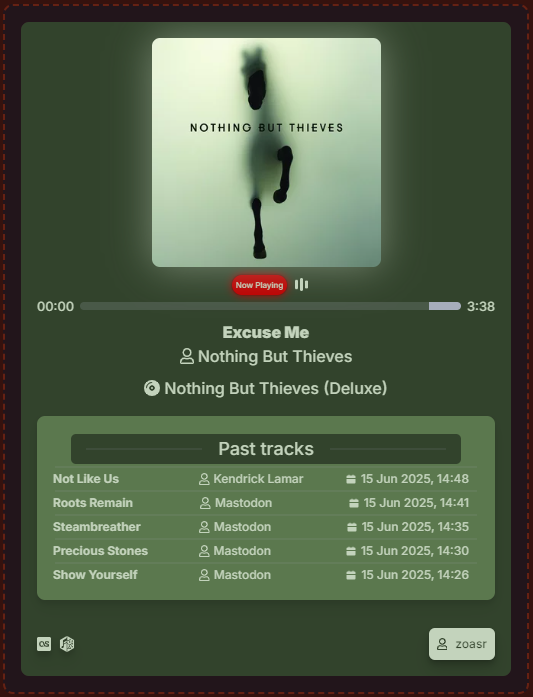 NOTHING BUT THIEVES
Now Playing
00:00 3:38
Excuse Me
Nothing But Thieves
Nothing But Thieves (Deluxe)
Past tracks
Not Like Us Kendrick Lamar 15 Jun 2025, 14:48
Roots Remain Mastodon 15 Jun 2025, 14:41
Steambreather Mastodon 15 Jun 2025, 14:35
Precious Stones Mastodon 15 Jun 2025, 14:30
Show Yourself Mastodon 15 Jun 2025, 14:26
zoasr